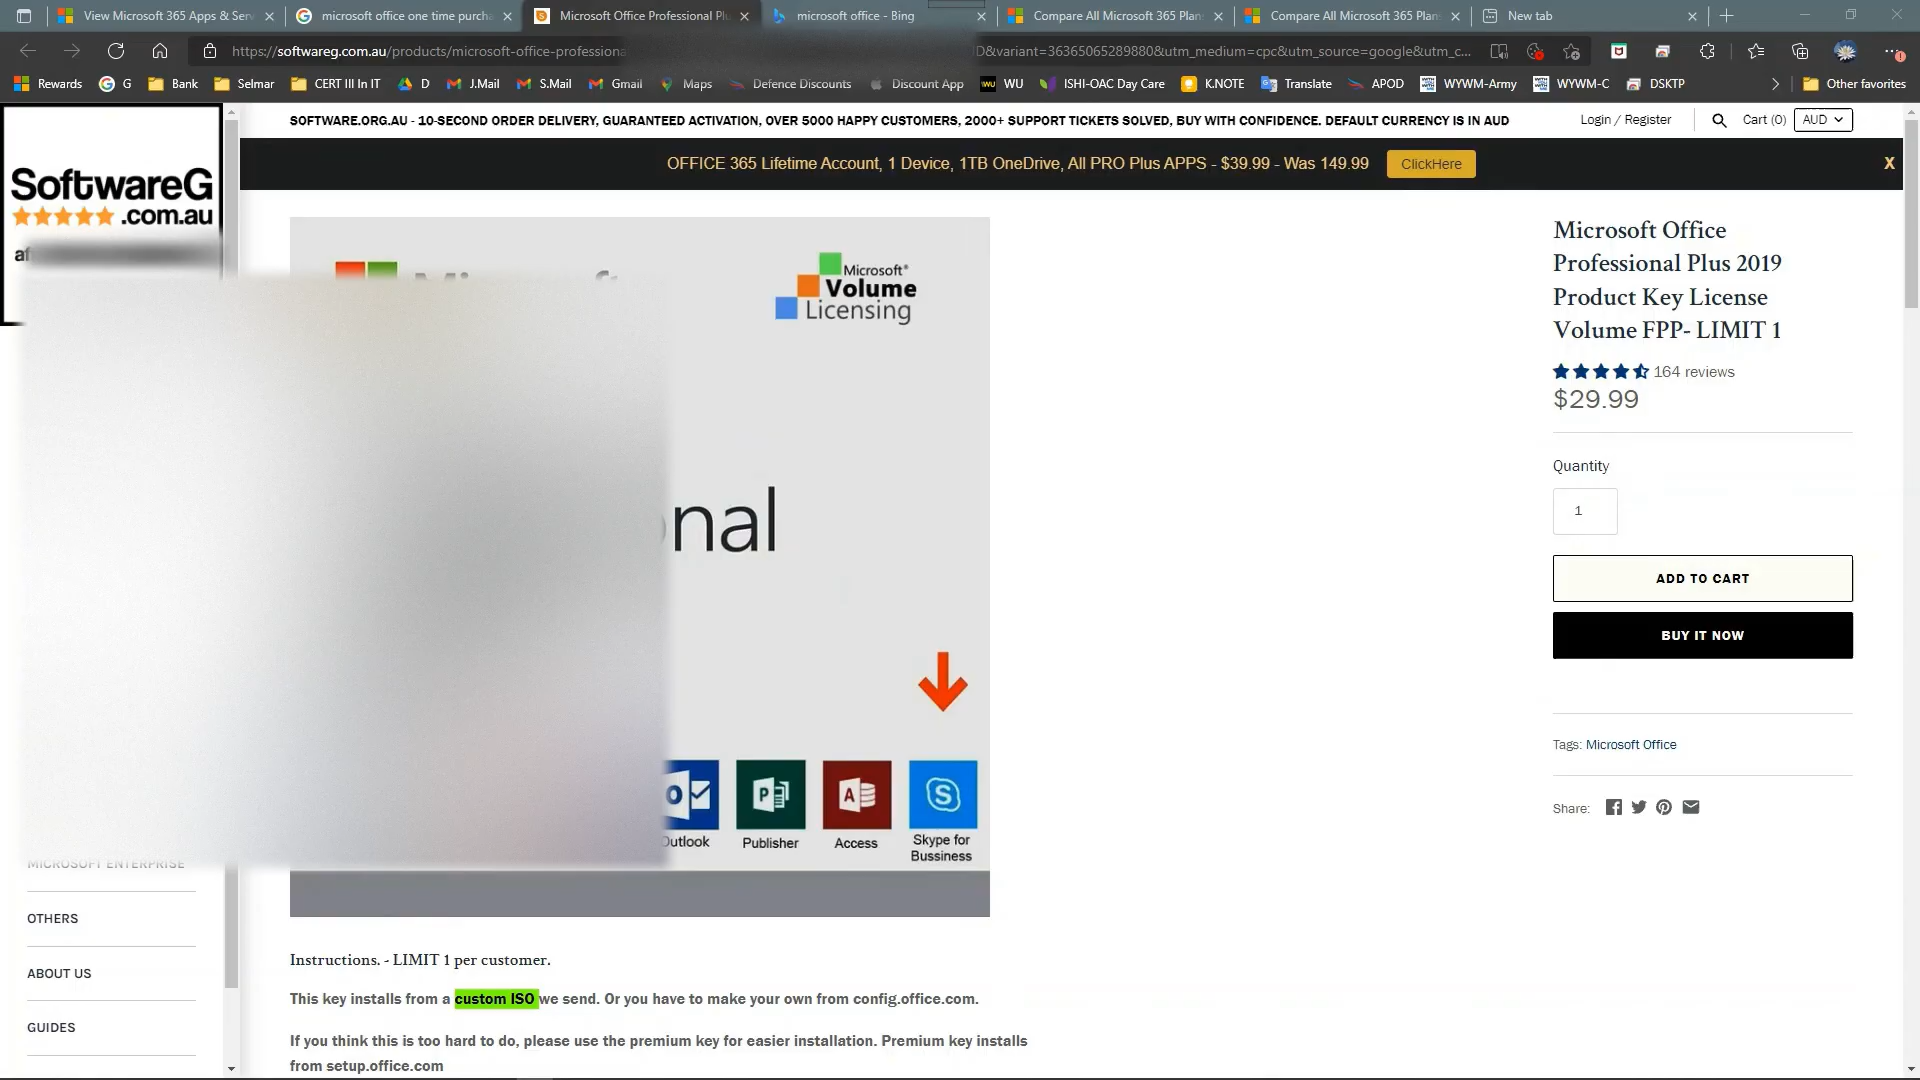 View Microsoft 365 Apps & Serv
microsoft office one time purcha
Microsoft Office Professional Pl
microsoft office - Bing
Compare All Microsoft 365 Plan
Compare All Microsoft 365 Plan
New tab
https://softwareg.com.au/products/microsoft-office-professiona
D&variant=36365065289880&utm_medium=cpc&utm_source=google&utm_c...
Rewards
G
Bank
Selmar
CERT III In IT
D
J.Mail
S.Mail
Gmail
Maps
Defence Discounts
Discount App
WU
ISHI-OAC Day Care
K.NOTE
Translate
APOD
WYWM-Army
WYWM-C
DSKTP
Other favorites
SOFTWARE.ORG.AU - 10-SECOND ORDER DELIVERY, GUARANTEED ACTIVATION, OVER 5000 HAPPY CUSTOMERS, 2000+ SUPPORT TICKETS SOLVED, BUY WITH CONFIDENCE. DEFAULT CURRENCY IS IN AUD
Login / Register
Cart (0)
AUD
OFFICE 365 Lifetime Account, 1 Device, 1TB OneDrive, All PRO Plus APPS - $39.99 - Was 149.99
ClickHere
X
SoftwareG
.com.au
Microsoft®
Volume
Licensing
nal
Outlook
Publisher
Access
Skype for
Bussiness
Microsoft Office
Professional Plus 2019
Product Key License
Volume FPP- LIMIT 1
164 reviews
$29.99
Quantity
1
ADD TO CART
BUY IT NOW
Tags: Microsoft Office
Share:
MICROSOFT ENTERPRISE
OTHERS
ABOUT US
GUIDES
Instructions. - LIMIT 1 per customer.
This key installs from a custom ISO we send. Or you have to make your own from config.office.com.
If you think this is too hard to do, please use the premium key for easier installation. Premium key installs
from setup.office.com